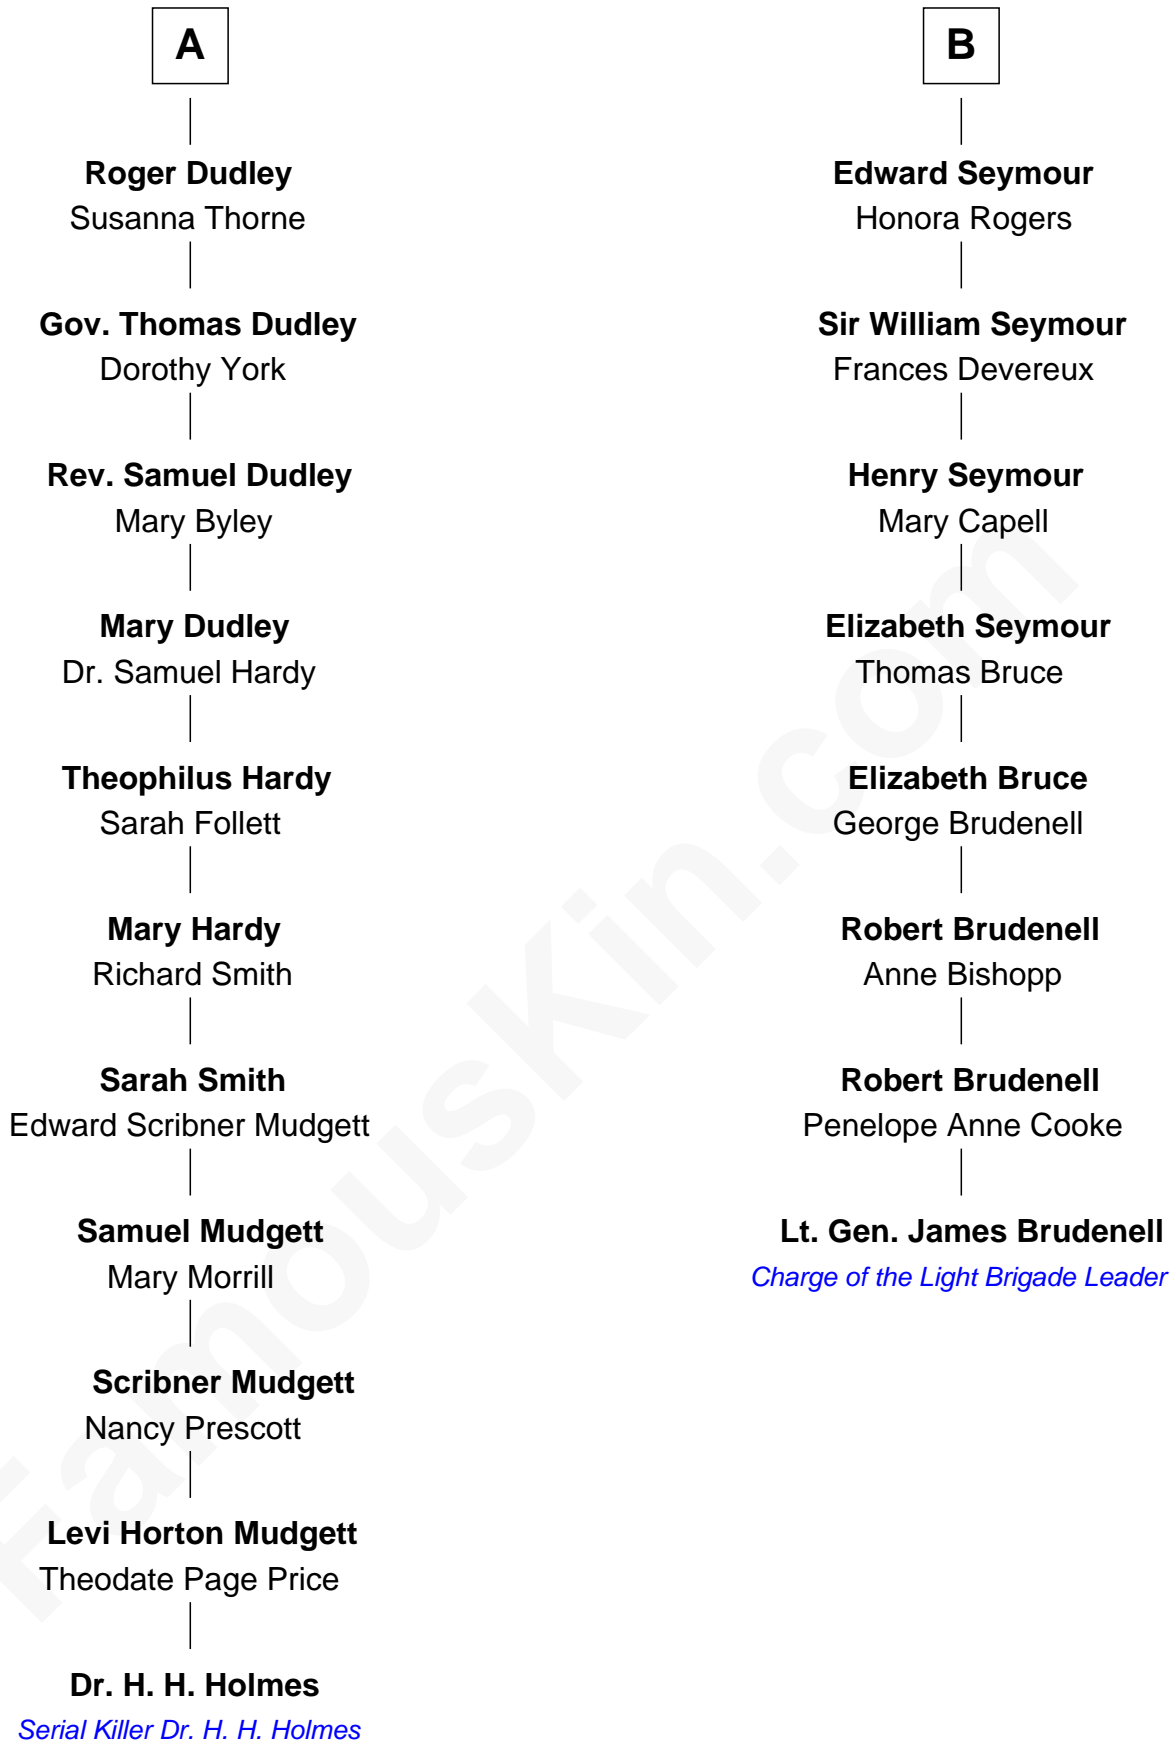 A
Roger Dudley
Susanna Thorne
Gov. Thomas Dudley
Dorothy York
Rev. Samuel Dudley
Mary Byley
Mary Dudley
Dr. Samuel Hardy
Theophilus Hardy
Sarah Follett
Mary Hardy
Richard Smith
Sarah Smith
Edward Scribner Mudgett
Samuel Mudgett
Mary Morrill
Scribner Mudgett
Nancy Prescott
Levi Horton Mudgett
Theodate Page Price
Dr. H. H. Holmes
Serial Killer Dr. H. H. Holmes
B
Edward Seymour
Honora Rogers
Sir William Seymour
Frances Devereux
Henry Seymour
Mary Capell
Elizabeth Seymour
Thomas Bruce
Elizabeth Bruce
George Brudenell
Robert Brudenell
Anne Bishopp
Robert Brudenell
Penelope Anne Cooke
Lt. Gen. James Brudenell
Charge of the Light Brigade Leader
FamousKin.com